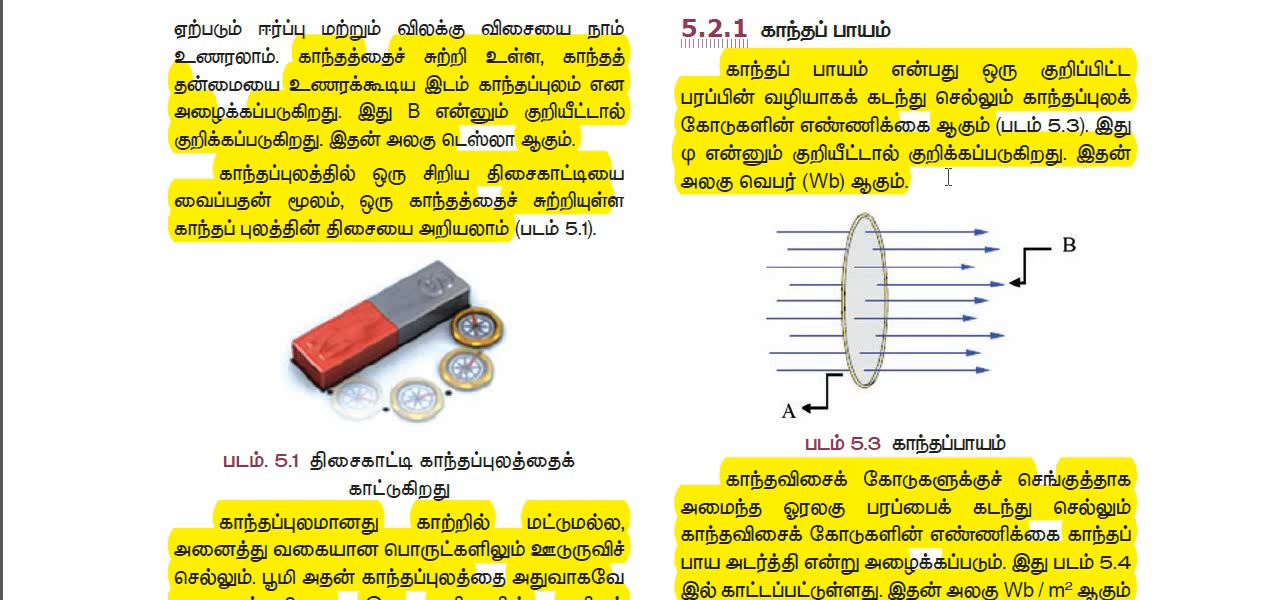 ஏற்படும் ஈர்ப்பு மற்றும் விலக்கு விசையை நாம்
உணரலாம். காந்தத்தைச் சுற்றி உள்ள, காந்தத்
தன்மையை உணரக்கூடிய இடம் காந்தப்புலம் என
அழைக்கப்படுகிறது. இது B என்னும் குறியீட்டால்
குறிக்கப்படுகிறது. இதன் அலகு டெஸ்லா ஆகும்.
காந்தப்புலத்தில் ஒரு சிறிய திசைகாட்டியை
வைப்பதன் மூலம், ஒரு காந்தத்தைச் சுற்றியுள்ள
காந்தப் புலத்தின் திசையை அறியலாம் (படம் 5.1).
படம். 5.1 திசைகாட்டி காந்தப்புலத்தைக்
காட்டுகிறது
காந்தப்புலமானது காற்றில் மட்டுமல்ல,
அனைத்து வகையான பொருட்களிலும் ஊடுருவிச்
செல்லும். பூமி அதன் காந்தப்புலத்தை அதுவாகவே
5.2.1 காந்தப் பாயம்
காந்தப் பாயம் என்பது ஒரு குறிப்பிட்ட
பரப்பின் வழியாகக் கடந்து செல்லும் காந்தப்புலக்
கோடுகளின் எண்ணிக்கை ஆகும் (படம் 5.3). இது
φ என்னும் குறியீட்டால் குறிக்கப்படுகிறது. இதன்
அலகு வெபர் (Wb) ஆகும்.
B
A
படம் 5.3 காந்தப்பாயம்
காந்தவிசைக் கோடுகளுக்குச் செங்குத்தாக
அமைந்த ஓரலகு பரப்பைக் கடந்து செல்லும்
காந்தவிசைக் கோடுகளின் எண்ணிக்கை காந்தப்
பாய அடர்த்தி என்று அழைக்கப்படும். இது படம் 5.4
இல் காட்டப்பட்டுள்ளது. இதன் அலகு Wb / m² ஆகும்